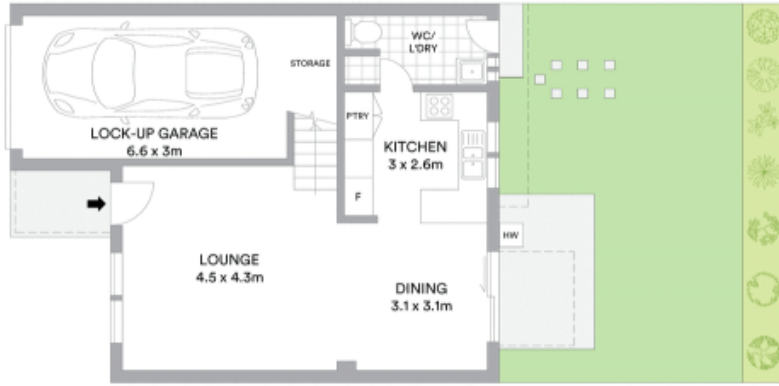 WC/
L'DRY
STORAGE
PTRY
LOCK-UP GARAGE
6.6 x 3m
KITCHEN
3 x 2.6m
F
HW
LOUNGE
4.5 x 4.3m
DINING
3.1 x 3.1m